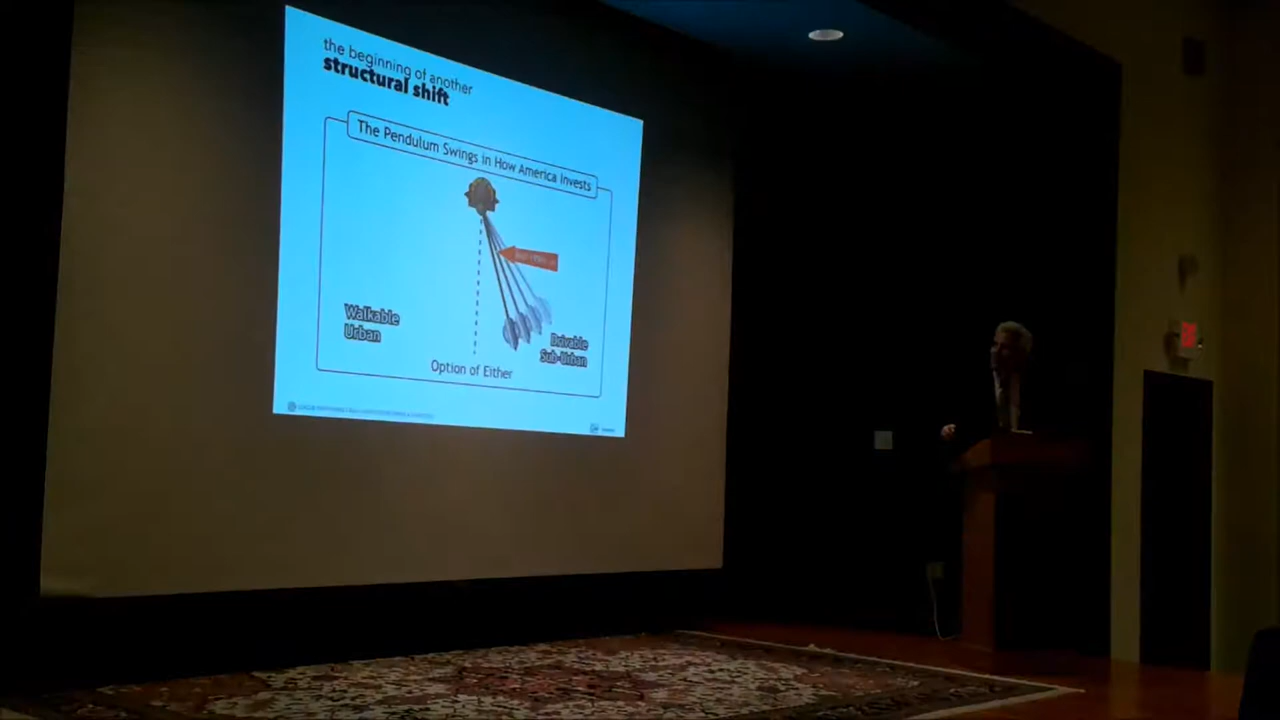 the beginning of another
structural shift
The Pendulum Swings in How America Invests
Walkable
Urban
Drivable
Sub-Urban
Option of Either